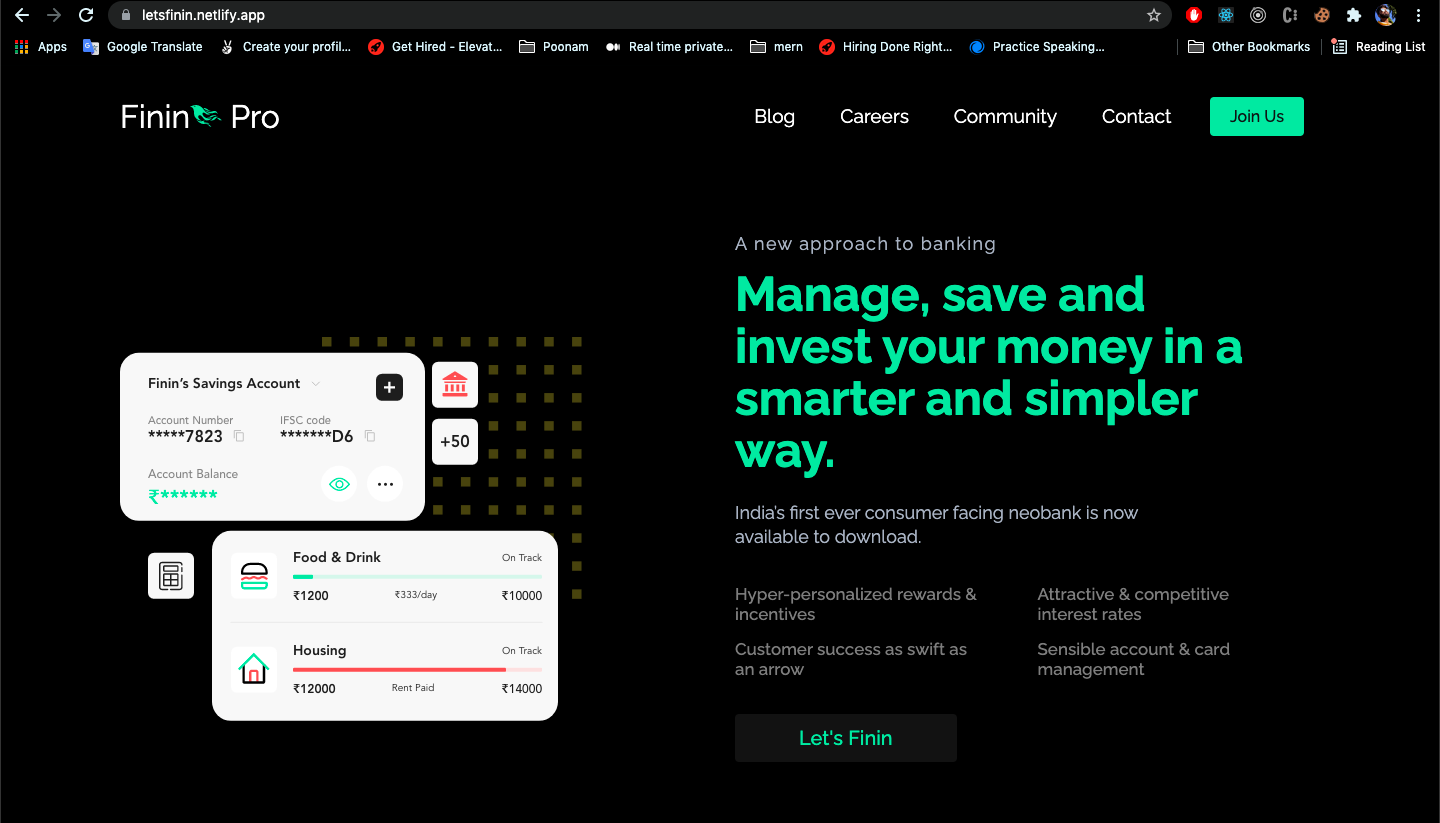 letsfinin.netlify.app
Apps
Google Translate
Create your profil...
Get Hired - Elevat...
Poonam
Real time private...
mern
Hiring Done Right...
Practice Speaking...
Other Bookmarks
Reading List
Finin Pro
Blog
Careers
Community
Contact
Join Us
A new approach to banking
Manage, save and
invest your money in a
smarter and simpler
way.
India's first ever consumer facing neobank is now
available to download.
Hyper-personalized rewards &
incentives
Attractive & competitive
interest rates
Customer success as swift as
an arrow
Sensible account & card
management
Let's Finin
Finin's Savings Account
+
Account Number
*****7823
IFSC code
*******D6
Account Balance
₹******
+50
Food & Drink
On Track
₹1200
₹333/day
₹10000
Housing
On Track
₹12000
Rent Paid
₹14000